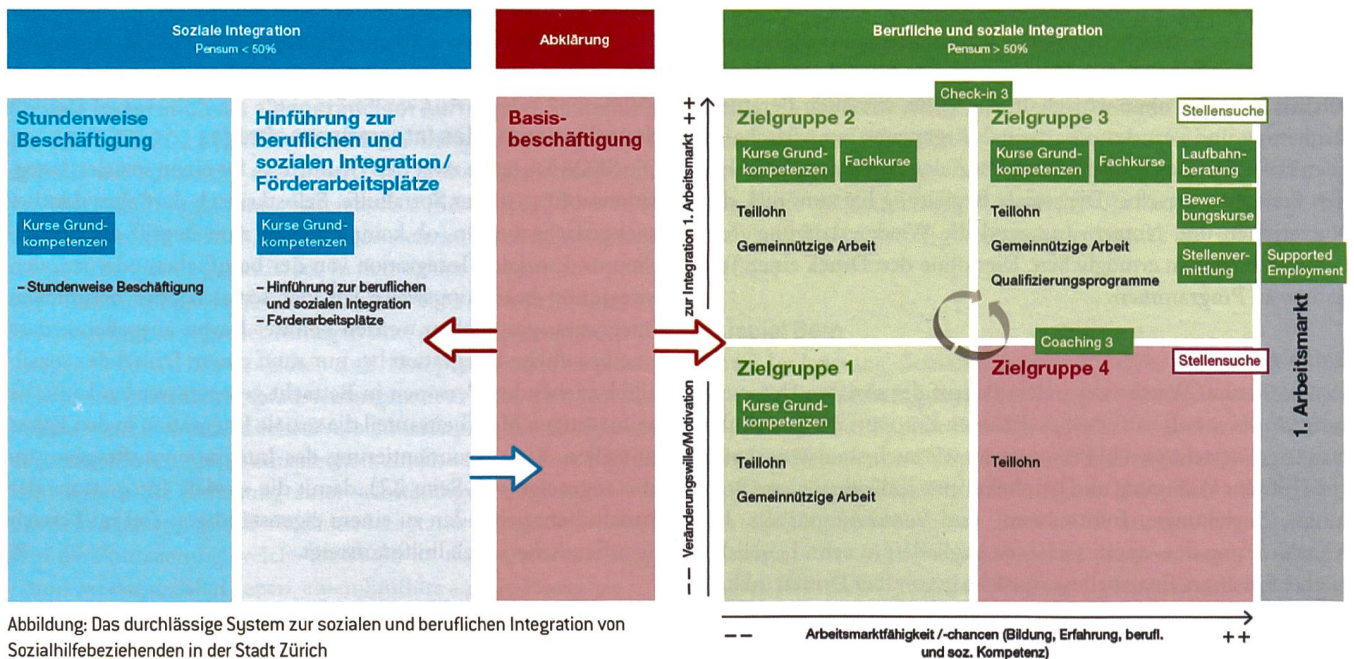 Soziale Integration
Pensum < 50%
Abklärung
Berufliche und soziale Integration
Pensum > 50%
Stundenweise
Beschäftigung
Kurse Grund-
kompetenzen
– Stundenweise Beschäftigung
Hinführung zur
beruflichen und
sozialen Integration/
Förderarbeitsplätze
Kurse Grund-
kompetenzen
– Hinführung zur beruflichen
und sozialen Integration
– Förderarbeitsplätze
Basis-
beschäftigung
– – Veränderungswille/Motivation zur Integration 1. Arbeitsmarkt ++
Check-in 3
Zielgruppe 2
Kurse Grund-
kompetenzen
Fachkurse
Teillohn
Gemeinnützige Arbeit
Zielgruppe 3
Stellensuche
Kurse Grund-
kompetenzen
Fachkurse
Laufbahn-
beratung
Teillohn
Bewer-
bungskurse
Gemeinnützige Arbeit
Stellenver-
mittlung
Supported
Employment
Qualifizierungsprogramme
Coaching 3
Zielgruppe 1
Kurse Grund-
kompetenzen
Teillohn
Gemeinnützige Arbeit
Zielgruppe 4
Stellensuche
Teillohn
1. Arbeitsmarkt
– – Arbeitsmarktfähigkeit /-chancen (Bildung, Erfahrung, berufl. ++
und soz. Kompetenz)
Abbildung: Das durchlässige System zur sozialen und beruflichen Integration von
Sozialhilfebeziehenden in der Stadt Zürich